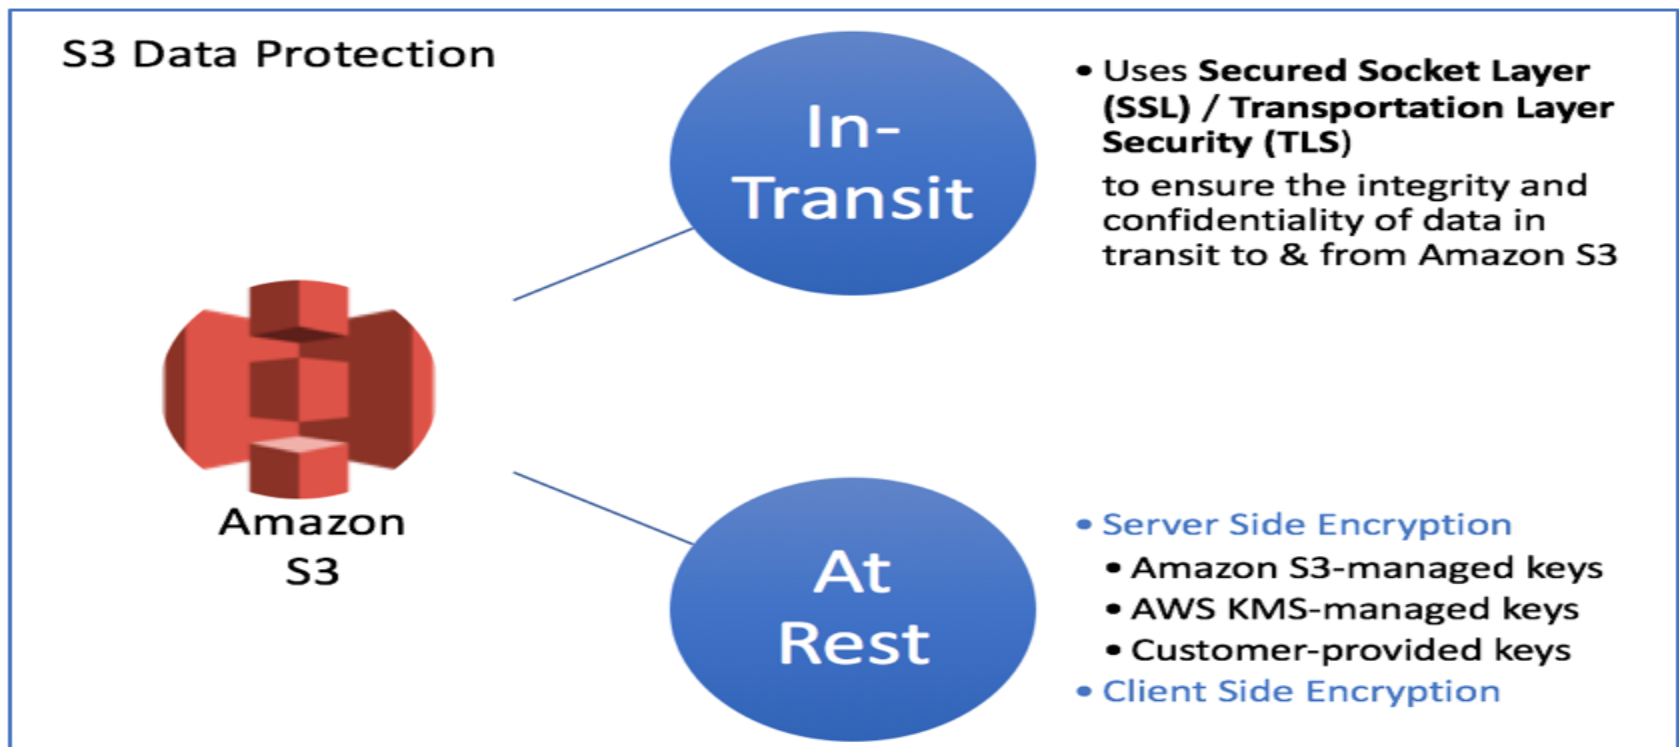 S3 Data Protection
In-
Transit
• Uses Secured Socket Layer
(SSL) / Transportation Layer
Security (TLS)
to ensure the integrity and
confidentiality of data in
transit to & from Amazon S3
Amazon
S3
At
Rest
• Server Side Encryption
• Amazon S3-managed keys
• AWS KMS-managed keys
• Customer-provided keys
• Client Side Encryption